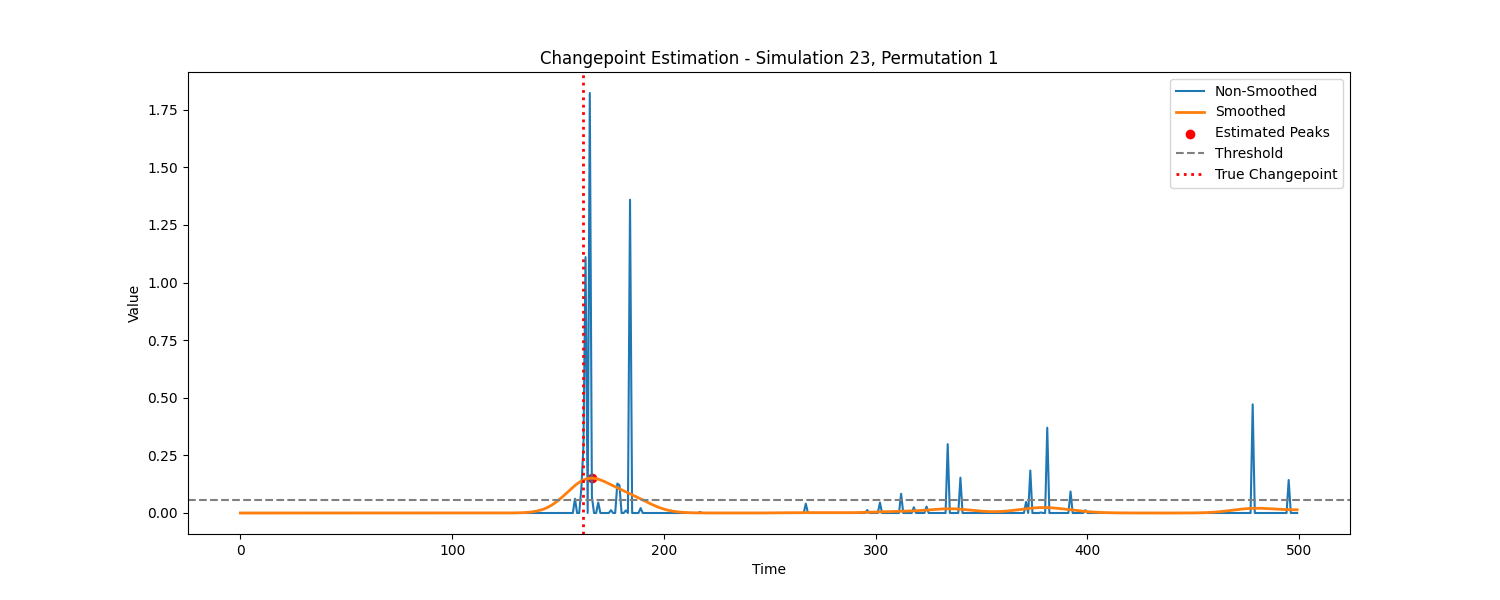 Changepoint Estimation - Simulation 23, Permutation 1
Non-Smoothed
Smoothed
Estimated Peaks
Threshold
True Changepoint
Value
1.75
1.50
1.25
1.00
0.75
0.50
0.25
0.00
0 100 200 300 400 500
Time